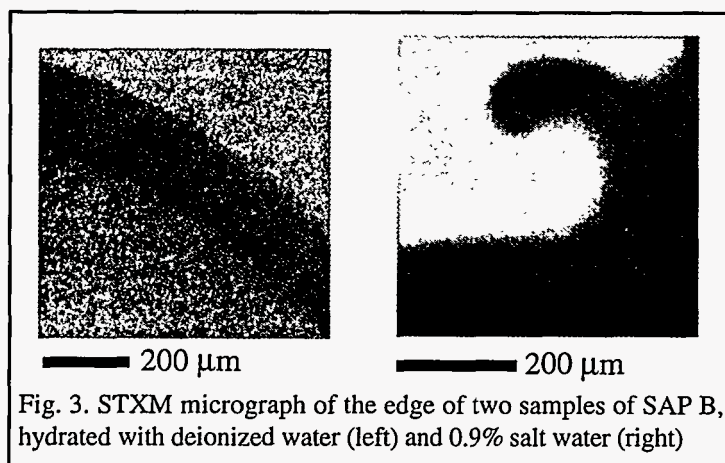 200 μm
200 μm
Fig. 3. STXM micrograph of the edge of two samples of SAP B,
hydrated with deionized water (left) and 0.9% salt water (right)